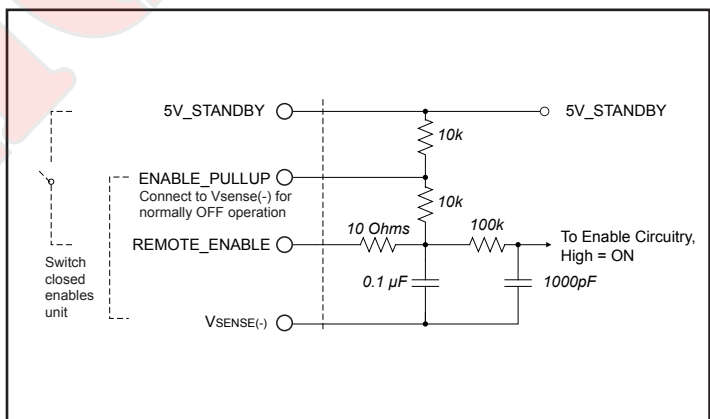 5V_STANDBY
5V_STANDBY
10k
ENABLE_PULLUP
Connect to Vsense(-) for
normally OFF operation
10k
REMOTE_ENABLE
10 Ohms
100k
To Enable Circuitry,
High = ON
Switch
closed
enables
unit
0.1 µF
1000pF
VSENSE(-)